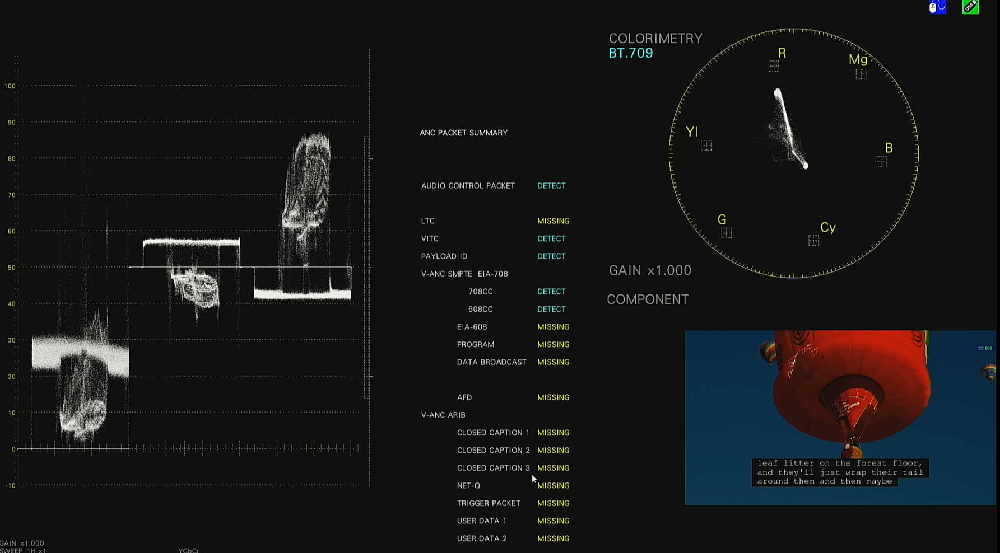 USB
COLORIMETRY
BT.709
R
Mg
Yl
B
G
Cy
GAIN x1.000
COMPONENT
100
90
80
70
60
50
40
30
20
10
0
-10
GAIN x1.000
SWEEP 1H x1
YCbCr
ANC PACKET SUMMARY
AUDIO CONTROL PACKET DETECT
LTC MISSING
VITC DETECT
PAYLOAD ID DETECT
V-ANC SMPTE EIA-708
708CC DETECT
608CC DETECT
EIA-608 MISSING
PROGRAM MISSING
DATA BROADCAST MISSING
AFD MISSING
V-ANC ARIB
CLOSED CAPTION 1 MISSING
CLOSED CAPTION 2 MISSING
CLOSED CAPTION 3 MISSING
NET-Q MISSING
TRIGGER PACKET MISSING
USER DATA 1 MISSING
USER DATA 2 MISSING
CC 608
MUSEUM
leaf litter on the forest floor,
and they'll just wrap their tail
around them and then maybe